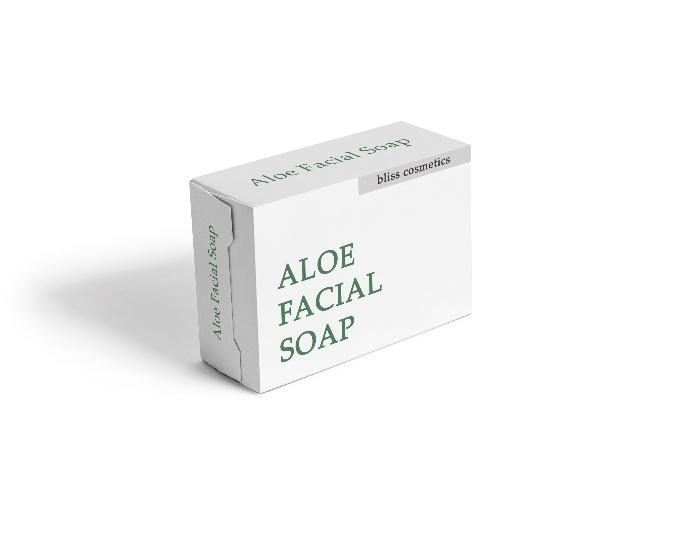 Aloe Facial Soap
bliss cosmetics
ALOE
FACIAL
SOAP
Aloe Facial Soap